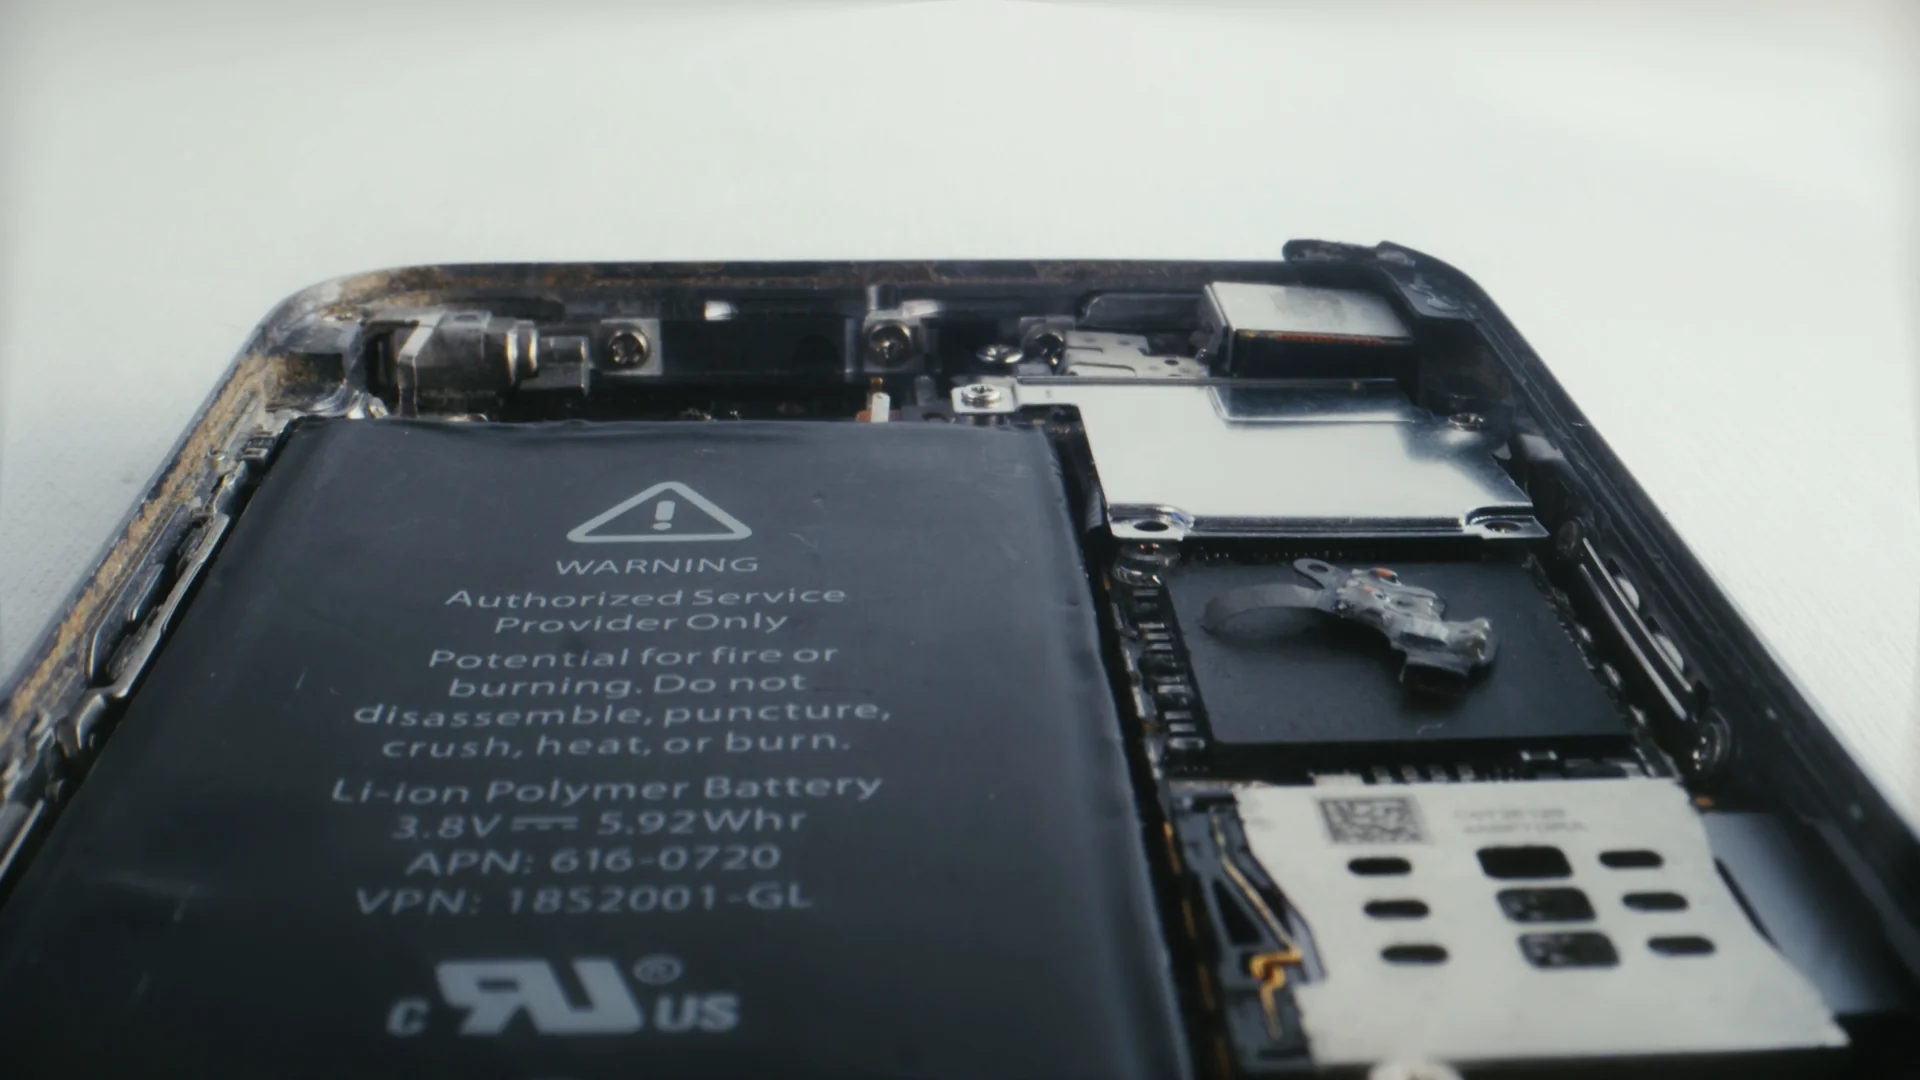 WARNING
Authorized Service
Provider Only
Potential for fire or
burning. Do not
disassemble, puncture,
crush, heat, or burn.
Li-ion Polymer Battery
3.8V⎓ 5.92Whr
APN: 616-0720
VPN: 1852001-GL
c RU ® US